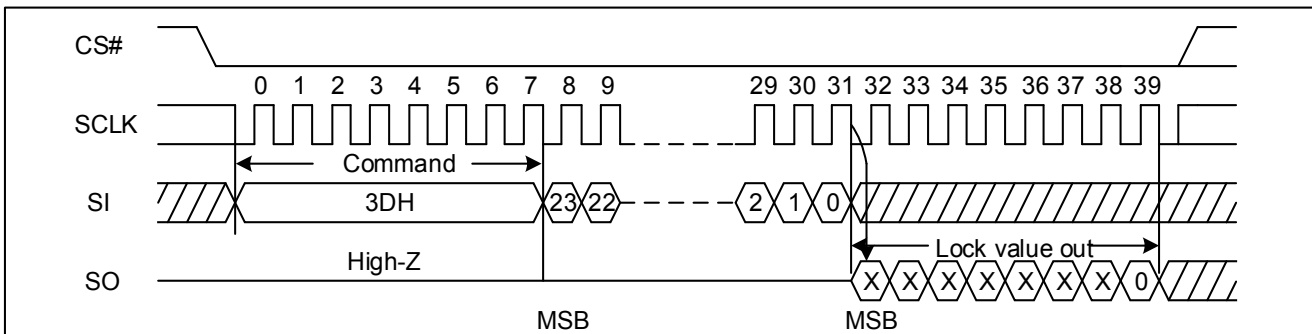 CS#
0 1 2 3 4 5 6 7 8 9 29 30 31 32 33 34 35 36 37 38 39
SCLK
Command
SI 3DH 23 22 2 1 0
High-Z Lock value out
SO X X X X X X X 0
MSB MSB